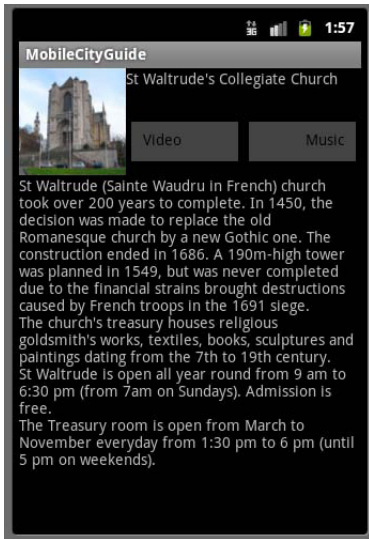 3G 1:57
MobileCityGuide
St Waltrude's Collegiate Church
Video Music
St Waltrude (Sainte Waudru in French) church
took over 200 years to complete. In 1450, the
decision was made to replace the old
Romanesque church by a new Gothic one. The
construction ended in 1686. A 190m-high tower
was planned in 1549, but was never completed
due to the financial strains brought destructions
caused by French troops in the 1691 siege.
The church's treasury houses religious
goldsmith's works, textiles, books, sculptures and
paintings dating from the 7th to 19th century.
St Waltrude is open all year round from 9 am to
6:30 pm (from 7am on Sundays). Admission is
free.
The Treasury room is open from March to
November everyday from 1:30 pm to 6 pm (until
5 pm on weekends).